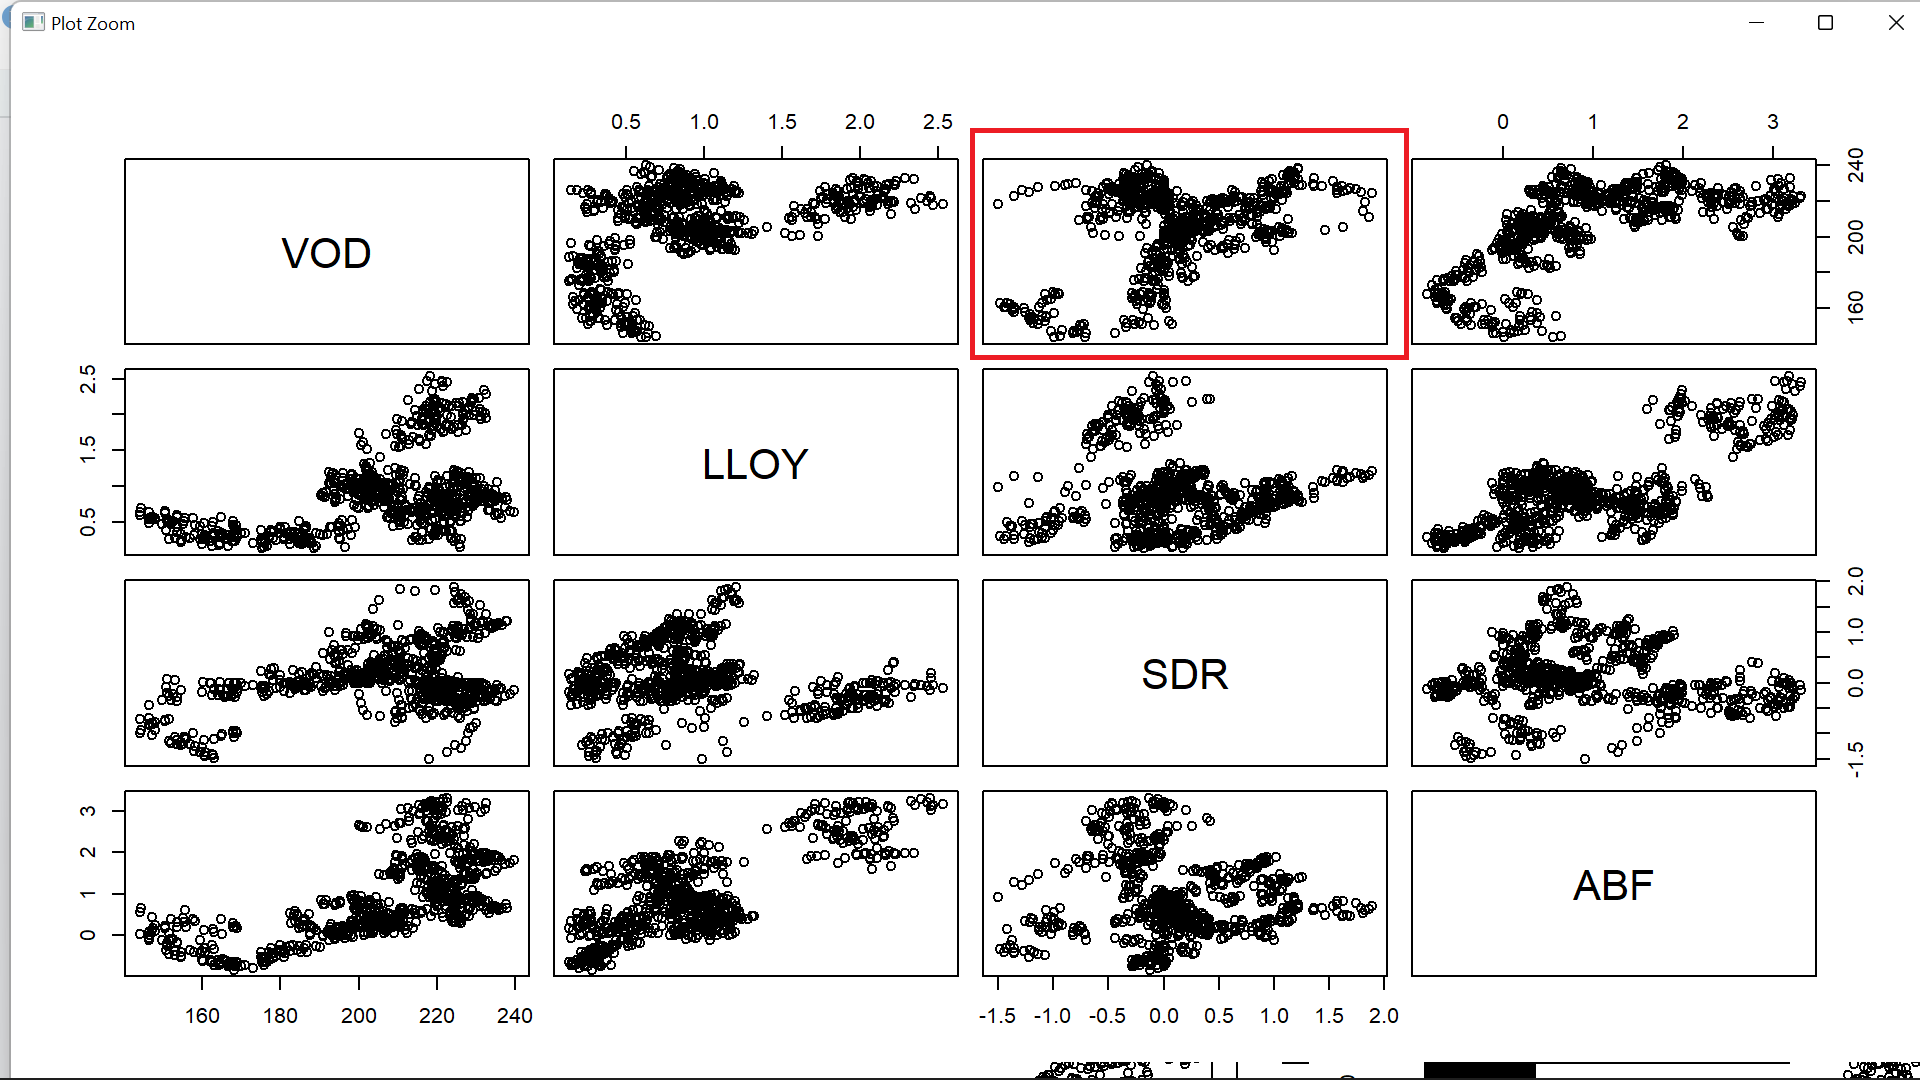 Plot Zoom
0.5 1.0 1.5 2.0 2.5
0 1 2 3
VOD
160 200 240
0.5 1.5 2.5
LLOY
SDR
-1.5 0.0 1.0 2.0
0 1 2 3
ABF
160 180 200 220 240
-1.5 -1.0 -0.5 0.0 0.5 1.0 1.5 2.0